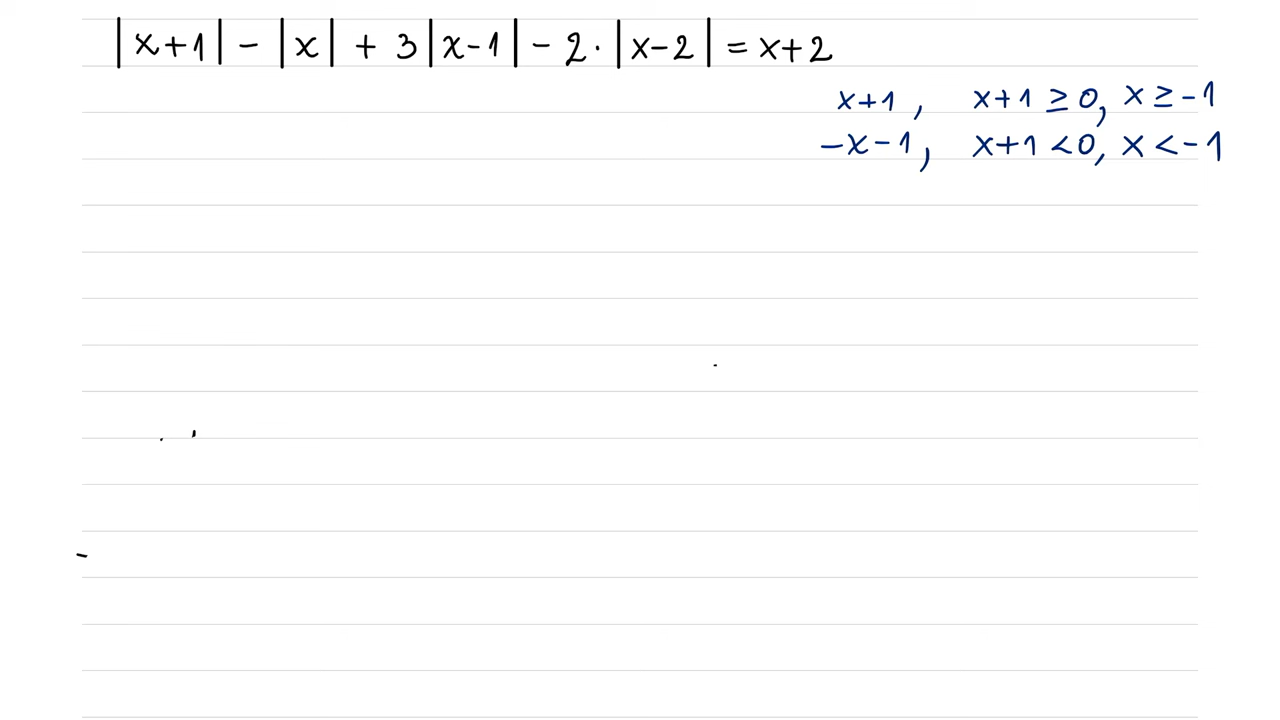 |x+1| - |x| + 3|x-1| - 2·|x-2| = x+2
x+1, x+1 ≥ 0, x ≥ -1
-x-1, x+1 < 0, x < -1